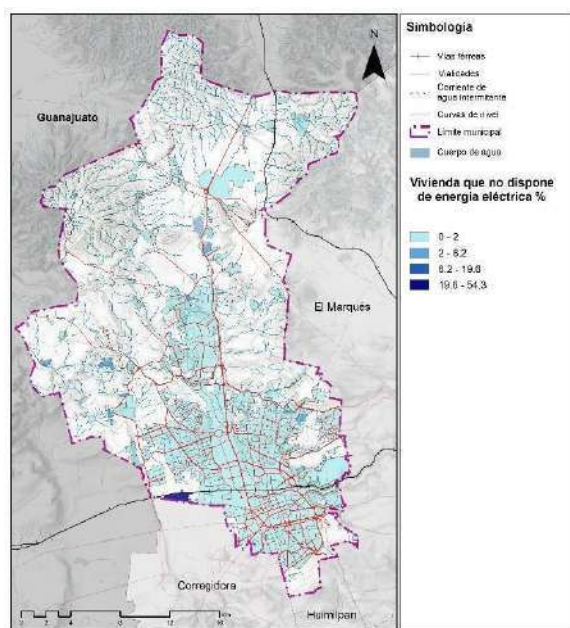 N
Guanajuato
El Marqués
Corregidora
Huimilpan
Simbología
Vías férreas
Vialidades
Corriente de
agua intermitente
Curvas de nivel
Límite municipal
Cuerpo de agua
Vivienda que no dispone
de energía eléctrica %
0 - 2
2 - 6.2
6.2 - 19.8
19.8 - 54.3